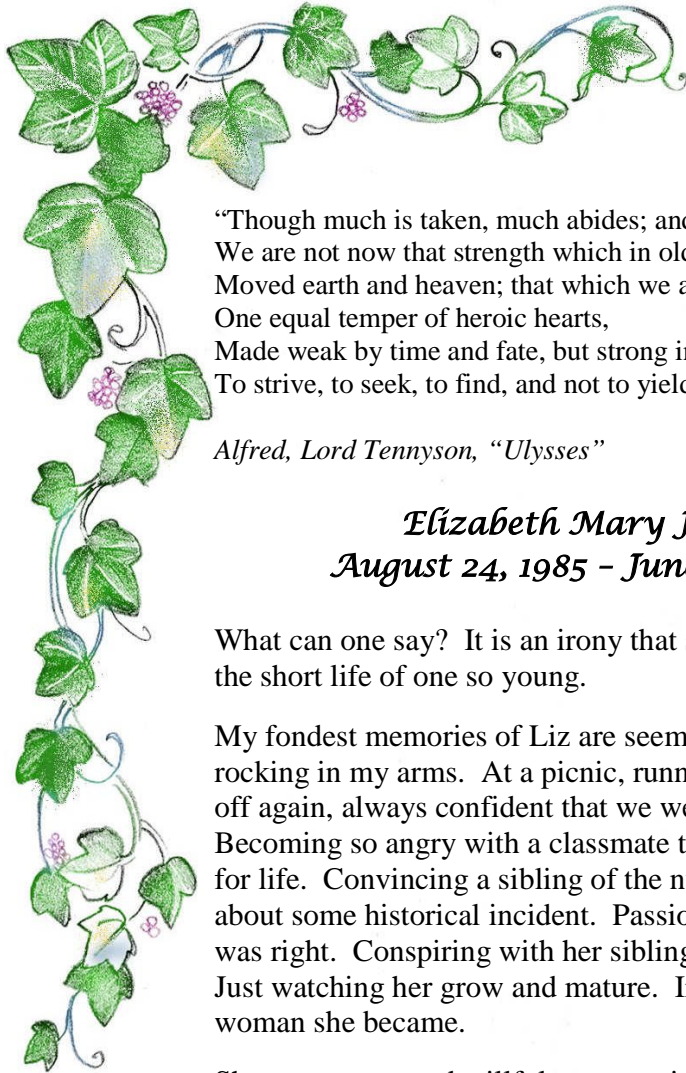 “Though much is taken, much abides; and
We are not now that strength which in old
Moved earth and heaven; that which we a
One equal temper of heroic hearts,
Made weak by time and fate, but strong i
To strive, to seek, to find, and not to yield
Alfred, Lord Tennyson, “Ulysses”
Elizabeth Mary J
August 24, 1985 – Jun
What can one say?  It is an irony that
the short life of one so young.
My fondest memories of Liz are seem
rocking in my arms.  At a picnic, runn
off again, always confident that we we
Becoming so angry with a classmate t
for life.  Convincing a sibling of the n
about some historical incident.  Passio
was right.  Conspiring with her sibling
Just watching her grow and mature.  I
woman she became.